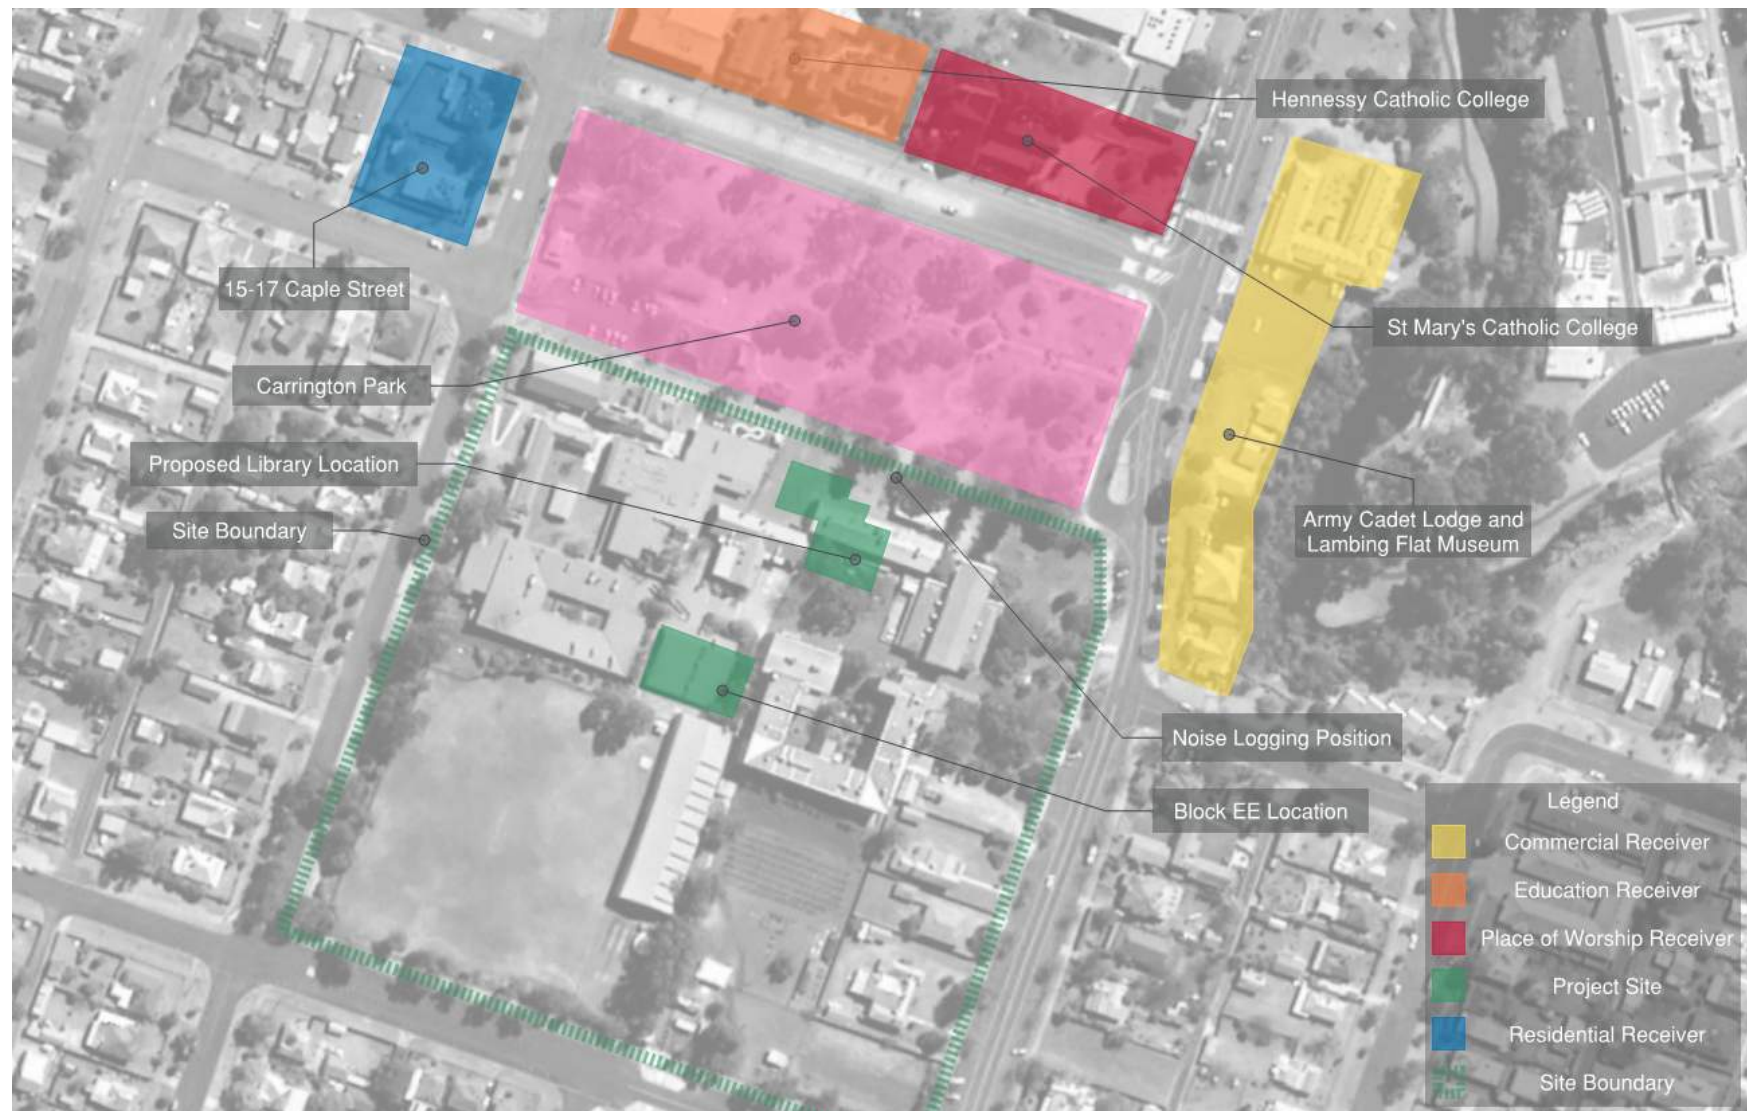 Hennessy Catholic College
15-17 Caple Street
St Mary's Catholic College
Carrington Park
Proposed Library Location
Site Boundary
Army Cadet Lodge and
Lambing Flat Museum
Noise Logging Position
Block EE Location
Legend
Commercial Receiver
Education Receiver
Place of Worship Receiver
Project Site
Residential Receiver
Site Boundary